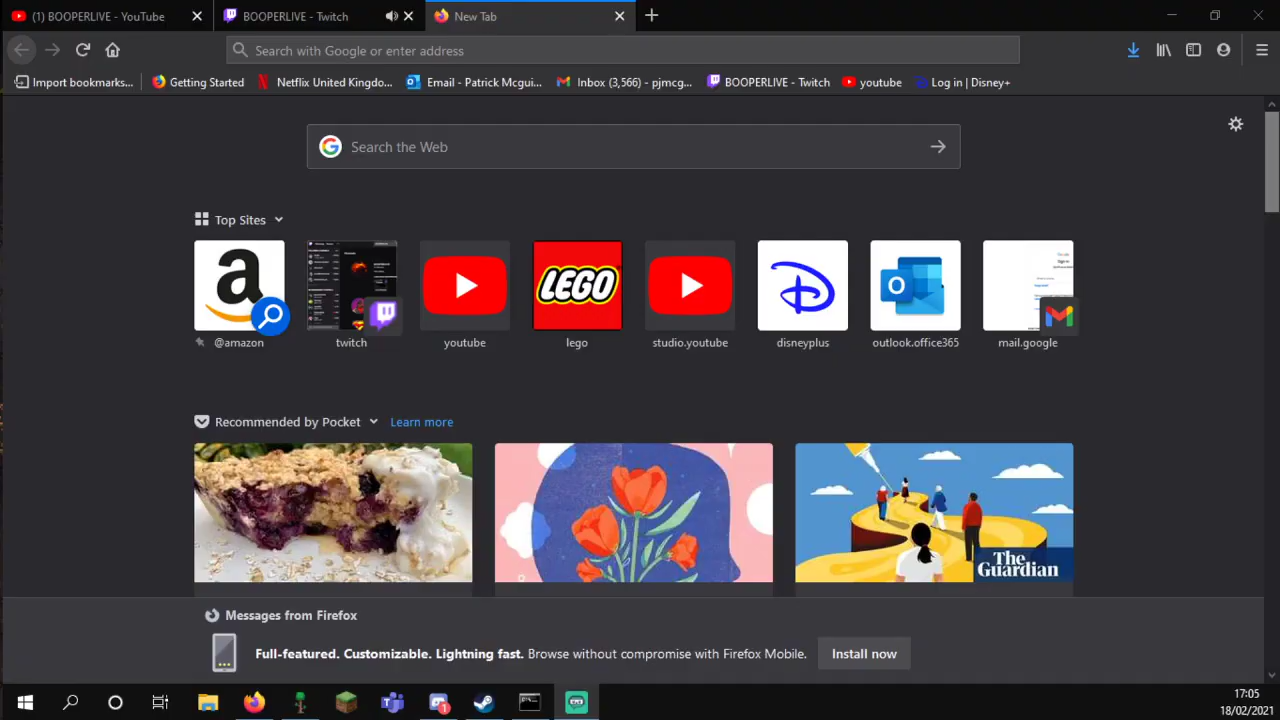 (1) BOOPERLIVE - YouTube
BOOPERLIVE - Twitch
New Tab
Search with Google or enter address
Import bookmarks...
Getting Started
Netflix United Kingdo...
Email - Patrick Mcgui...
Inbox (3,566) - pjmcg...
BOOPERLIVE - Twitch
youtube
Log in | Disney+
Search the Web
Top Sites
LEGO
@amazon
twitch
youtube
lego
studio.youtube
disneyplus
outlook.office365
mail.google
Recommended by Pocket
Learn more
The
Guardian
Messages from Firefox
Full-featured. Customizable. Lightning fast. Browse without compromise with Firefox Mobile.
Install now
17:05
18/02/2021